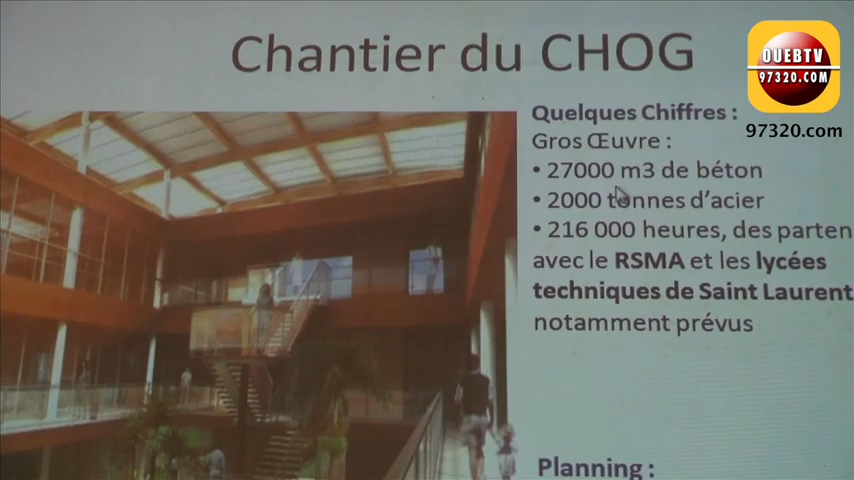 Chantier du CHOG
OUEBTV
97320.COM
97320.com
Quelques Chiffres :
Gros Œuvre :
• 27000 m3 de béton
• 2000 tonnes d'acier
• 216 000 heures, des parten
avec le RSMA et les lycées
techniques de Saint Laurent
notamment prévus
Planning :